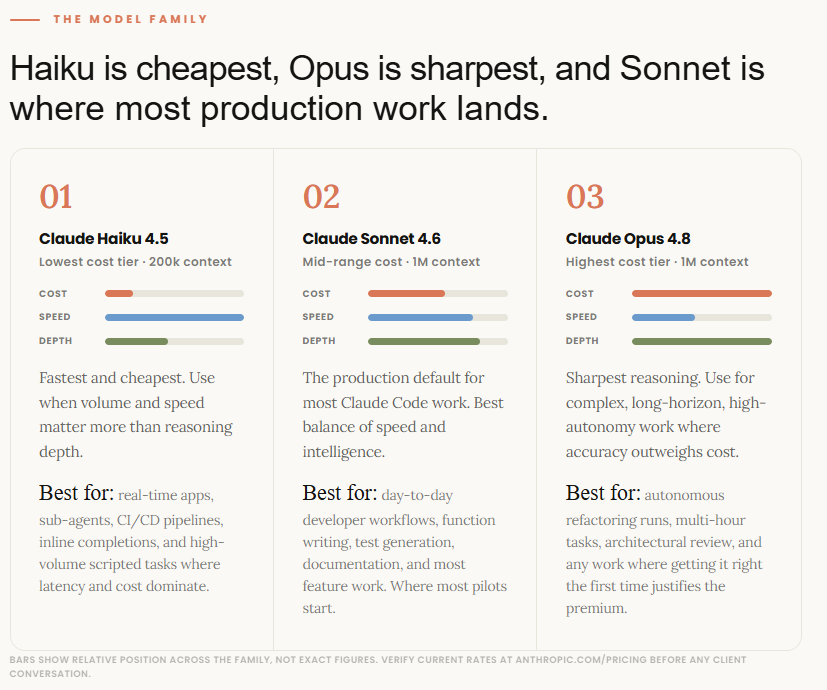 THE MODEL FAMILY
Haiku is cheapest, Opus is sharpest, and Sonnet is
where most production work lands.
01
Claude Haiku 4.5
Lowest cost tier · 200k context
COST
SPEED
DEPTH
Fastest and cheapest. Use
when volume and speed
matter more than reasoning
depth.
Best for: real-time apps,
sub-agents, CI/CD pipelines,
inline completions, and high-
volume scripted tasks where
latency and cost dominate.
02
Claude Sonnet 4.6
Mid-range cost · 1M context
COST
SPEED
DEPTH
The production default for
most Claude Code work. Best
balance of speed and
intelligence.
Best for: day-to-day
developer workflows, function
writing, test generation,
documentation, and most
feature work. Where most pilots
start.
03
Claude Opus 4.8
Highest cost tier · 1M context
COST
SPEED
DEPTH
Sharpest reasoning. Use for
complex, long-horizon, high-
autonomy work where
accuracy outweighs cost.
Best for: autonomous
refactoring runs, multi-hour
tasks, architectural review, and
any work where getting it right
the first time justifies the
premium.
BARS SHOW RELATIVE POSITION ACROSS THE FAMILY, NOT EXACT FIGURES. VERIFY CURRENT RATES AT ANTHROPIC.COM/PRICING BEFORE ANY CLIENT
CONVERSATION.